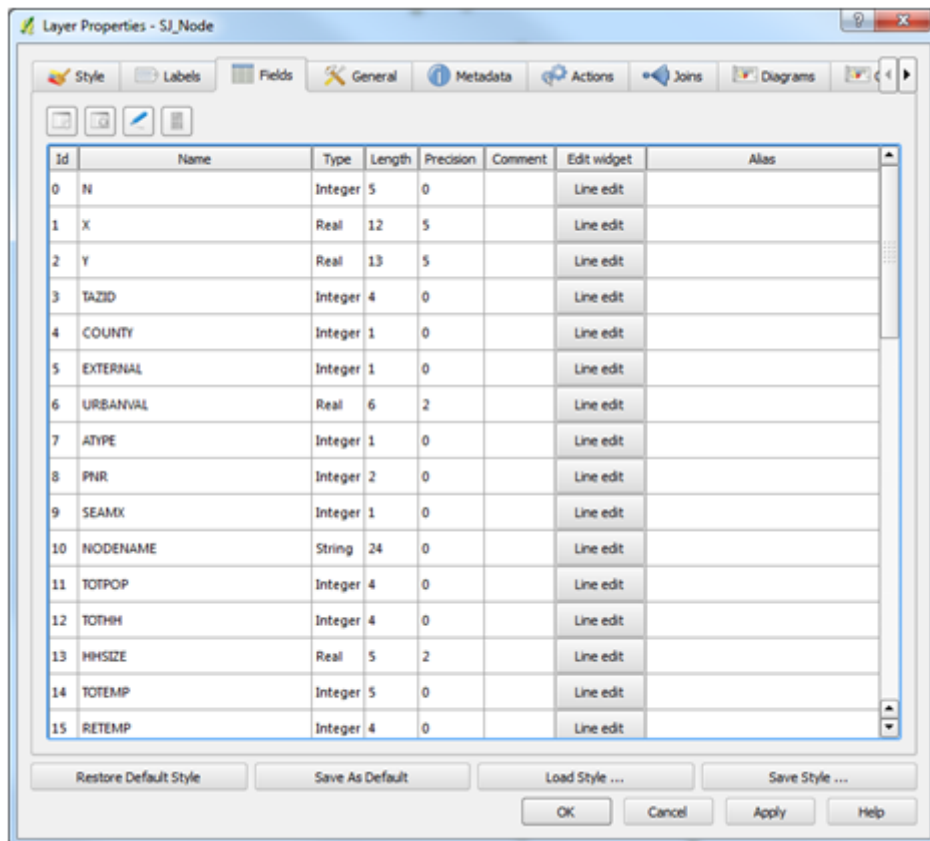 Layer Properties - SJ_Node
Style Labels Fields General Metadata Actions Joins Diagrams
Id Name Type Length Precision Comment Edit widget Alias
0 N Integer 5 0 Line edit
1 X Real 12 5 Line edit
2 Y Real 13 5 Line edit
3 TAZID Integer 4 0 Line edit
4 COUNTY Integer 1 0 Line edit
5 EXTERNAL Integer 1 0 Line edit
6 URBANVAL Real 6 2 Line edit
7 ATYPE Integer 1 0 Line edit
8 PNR Integer 2 0 Line edit
9 SEAMX Integer 1 0 Line edit
10 NODENAME String 24 0 Line edit
11 TOTPOP Integer 4 0 Line edit
12 TOTHH Integer 4 0 Line edit
13 HHSIZE Real 5 2 Line edit
14 TOTEMP Integer 5 0 Line edit
15 RETEMP Integer 4 0 Line edit
Restore Default Style Save As Default Load Style ... Save Style ...
OK Cancel Apply Help